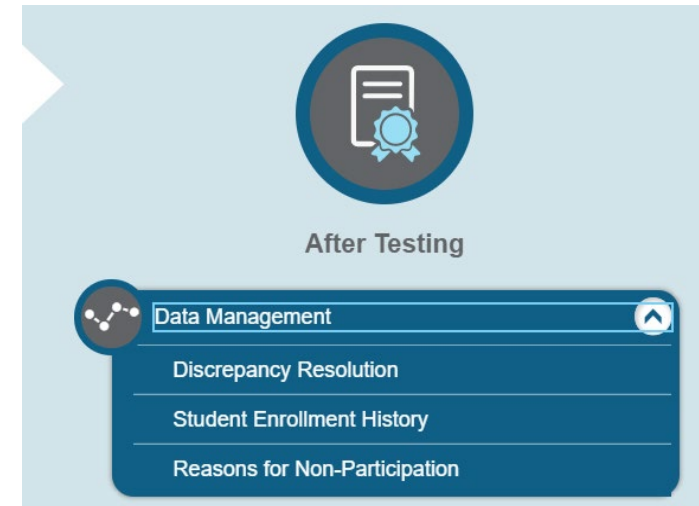 After Testing
Data Management
Discrepancy Resolution
Student Enrollment History
Reasons for Non-Participation